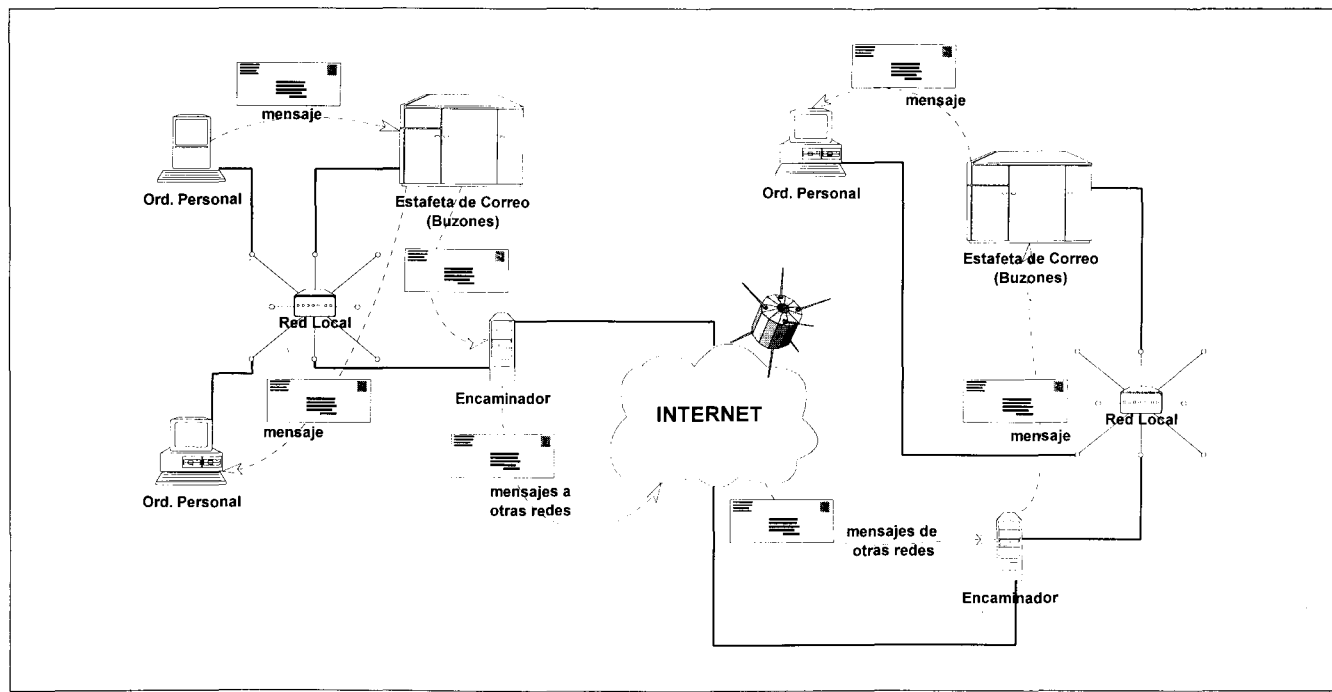 mensaje
Ord. Personal
Estafeta de Correo
(Buzones)
Red Local
mensaje
Ord. Personal
Encaminador
mensajes a
otras redes
INTERNET
mensaje
Ord. Personal
Estafeta de Correo
(Buzones)
mensaje
Red Local
mensajes de
otras redes
Encaminador